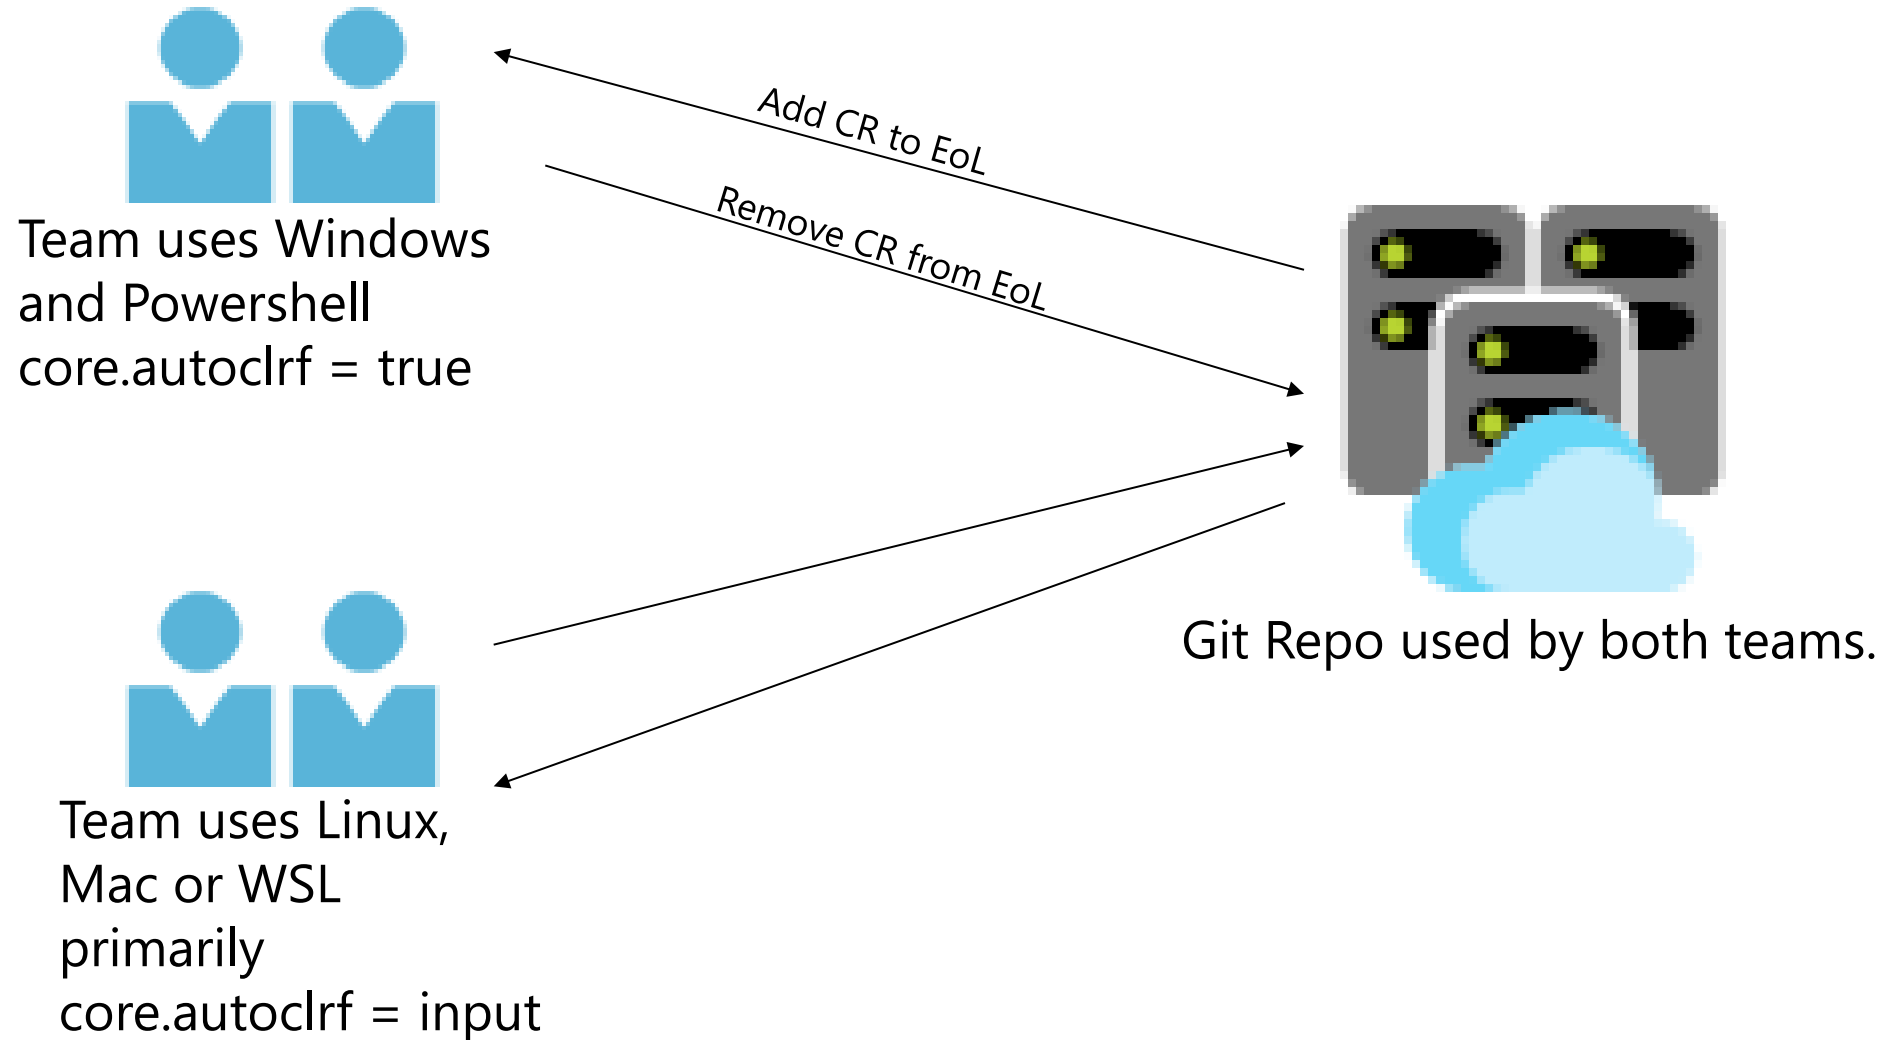 Add CR to EoL
Remove CR from EoL
Team uses Windows
and Powershell
core.autoclrf = true
Git Repo used by both teams.
Team uses Linux,
Mac or WSL
primarily
core.autoclrf = input